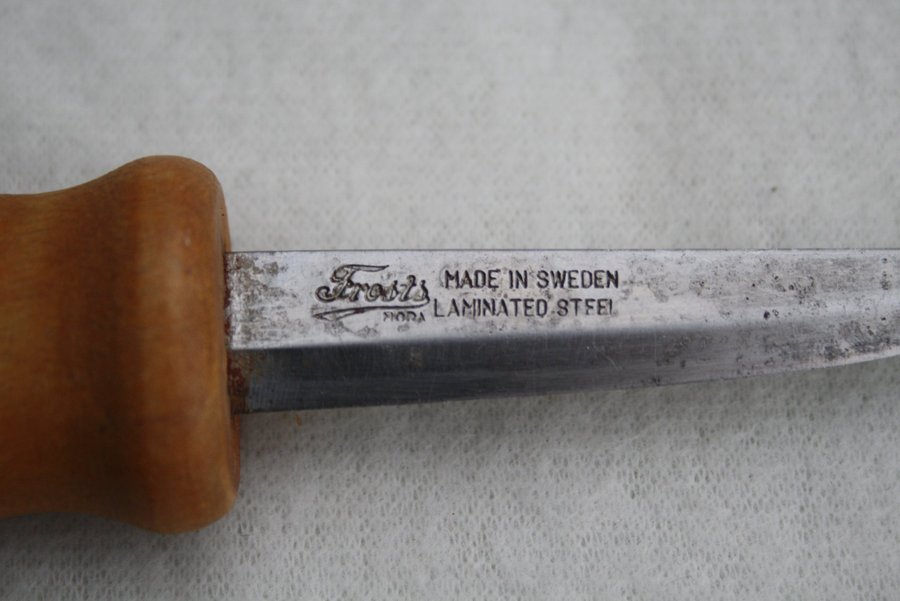 Frosts MADE IN SWEDEN
MORA LAMINATED STEEL